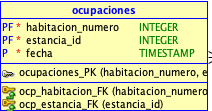 ocupaciones
PF * habitacion_numero INTEGER
PF * estancia_id INTEGER
P * fecha TIMESTAMP
ocupaciones_PK (habitacion_numero, e
ocp_habitacion_FK (habitacion_numero)
ocp_estancia_FK (estancia_id)